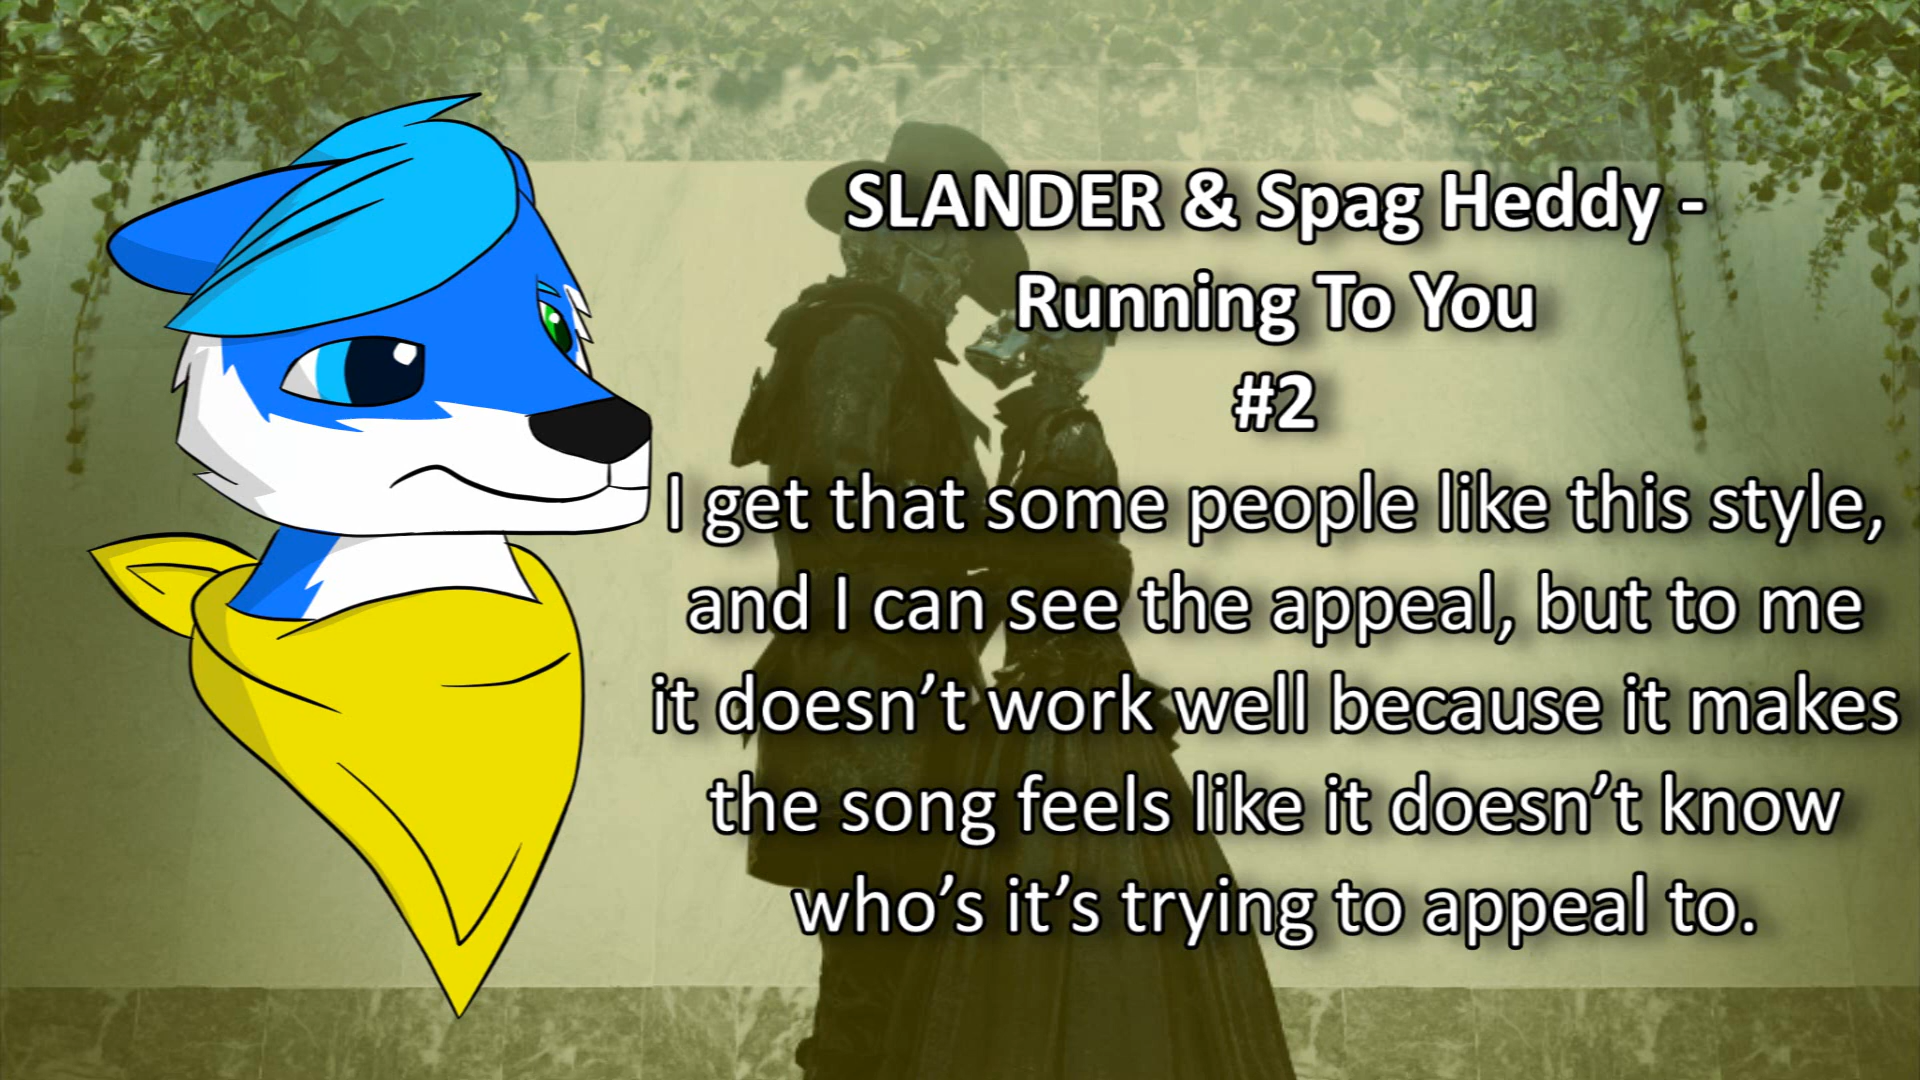 SLANDER & Spag Heddy -
Running To You
#2
I get that some people like this style,
and I can see the appeal, but to me
it doesn’t work well because it makes
the song feels like it doesn’t know
who’s it’s trying to appeal to.